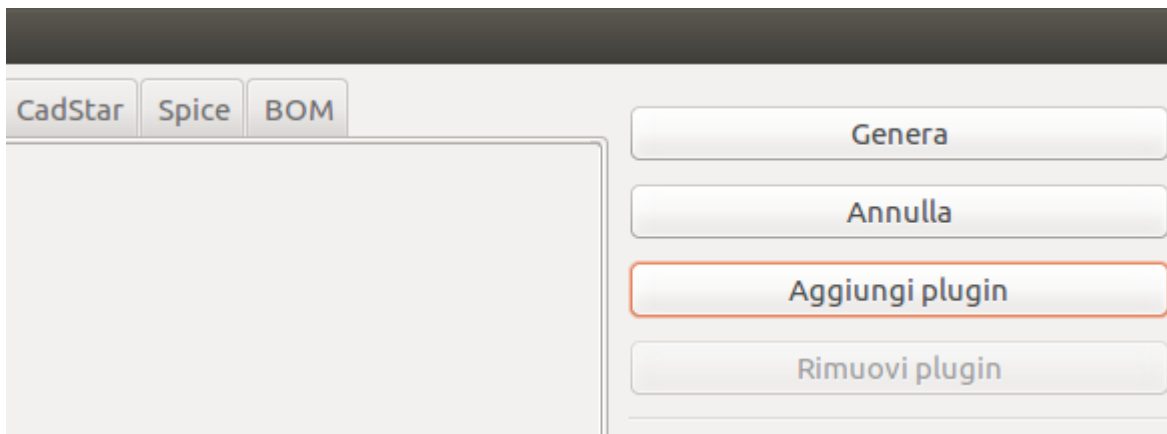 CadStar Spice BOM
Genera
Annulla
Aggiungi plugin
Rimuovi plugin